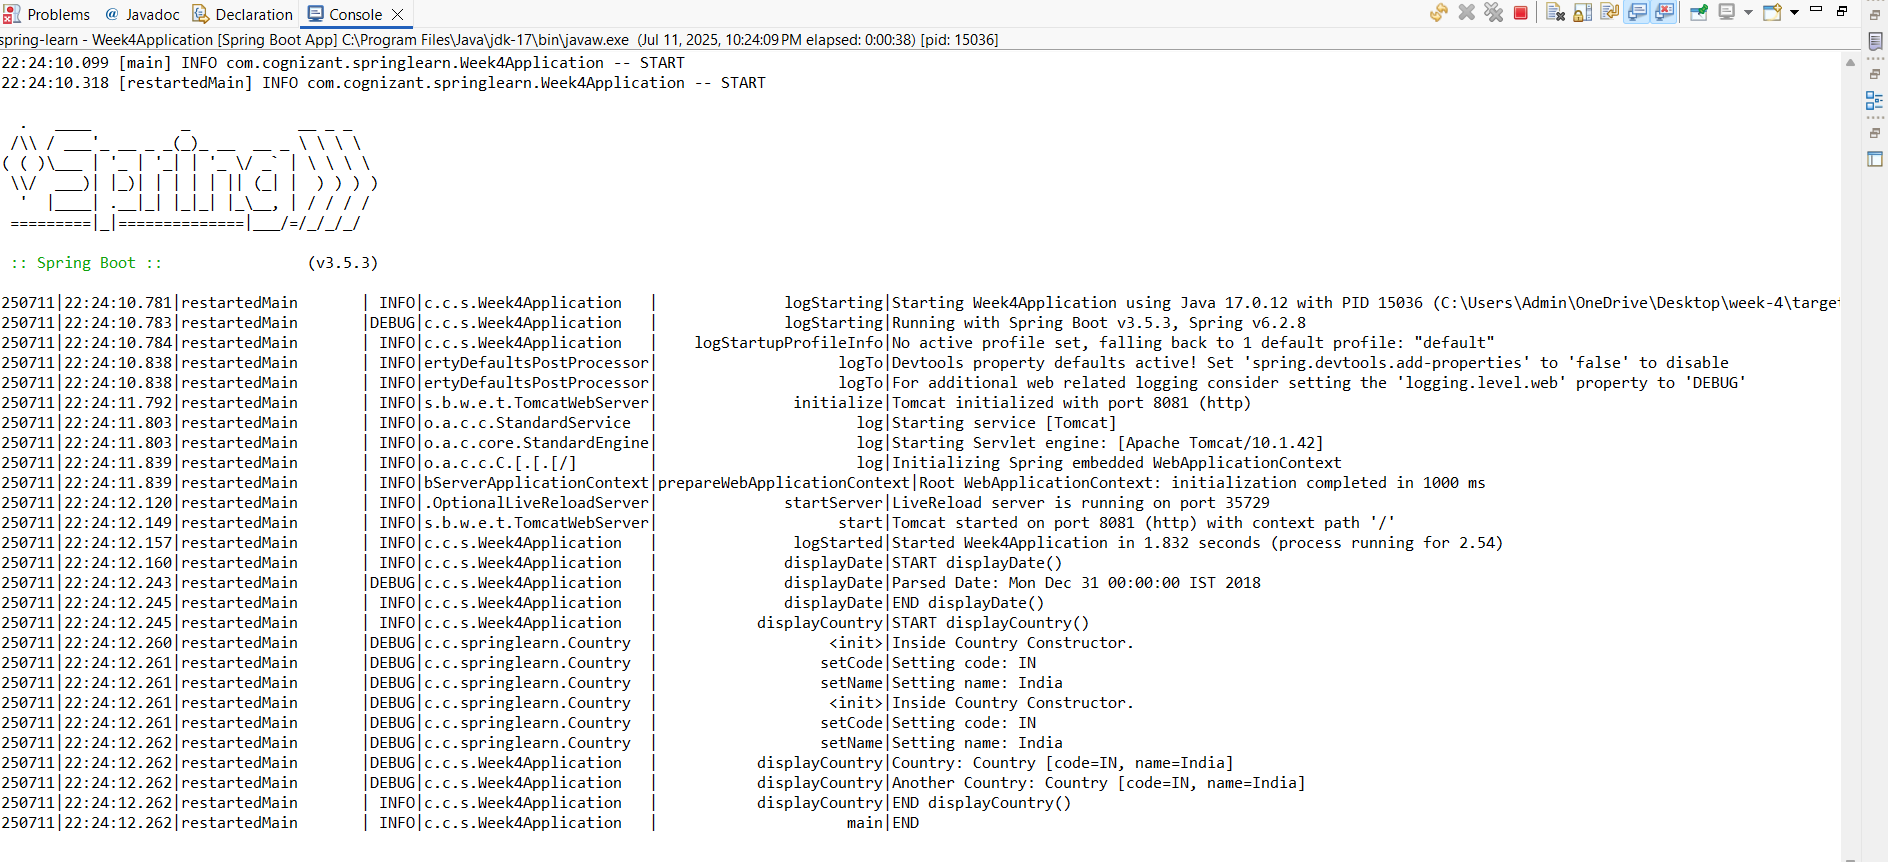 Problems @ Javadoc Declaration Console
spring-learn - Week4Application [Spring Boot App] C:\Program Files\Java\jdk-17\bin\javaw.exe (Jul 11, 2025, 10:24:09 PM elapsed: 0:00:38) [pid: 15036]
22:24:10.099 [main] INFO com.cognizant.springlearn.Week4Application -- START
22:24:10.318 [restartedMain] INFO com.cognizant.springlearn.Week4Application -- START
  .   ____          _            __ _ _
 /\\ / ___'_ __ _ _(_)_ __  __ _ \ \ \ \
( ( )\___ | '_ | '_| | '_ \/ _` | \ \ \ \
 \\/  ___)| |_)| | | | | || (_| |  ) ) ) )
  '  |____| .__|_| |_|_| |_\__, | / / / /
 =========|_|==============|___/=/_/_/_/
 :: Spring Boot ::                (v3.5.3)
250711|22:24:10.781|restartedMain       | INFO|c.c.s.Week4Application   |              logStarting|Starting Week4Application using Java 17.0.12 with PID 15036 (C:\Users\Admin\OneDrive\Desktop\week-4\targe
250711|22:24:10.783|restartedMain       |DEBUG|c.c.s.Week4Application   |              logStarting|Running with Spring Boot v3.5.3, Spring v6.2.8
250711|22:24:10.784|restartedMain       | INFO|c.c.s.Week4Application   |    logStartupProfileInfo|No active profile set, falling back to 1 default profile: "default"
250711|22:24:10.838|restartedMain       | INFO|ertyDefaultsPostProcessor|                    logTo|Devtools property defaults active! Set 'spring.devtools.add-properties' to 'false' to disable
250711|22:24:10.838|restartedMain       | INFO|ertyDefaultsPostProcessor|                    logTo|For additional web related logging consider setting the 'logging.level.web' property to 'DEBUG'
250711|22:24:11.792|restartedMain       | INFO|s.b.w.e.t.TomcatWebServer|               initialize|Tomcat initialized with port 8081 (http)
250711|22:24:11.803|restartedMain       | INFO|o.a.c.c.StandardService  |                      log|Starting service [Tomcat]
250711|22:24:11.803|restartedMain       | INFO|o.a.c.core.StandardEngine|                      log|Starting Servlet engine: [Apache Tomcat/10.1.42]
250711|22:24:11.839|restartedMain       | INFO|o.a.c.c.C.[.[.[/]        |                      log|Initializing Spring embedded WebApplicationContext
250711|22:24:11.839|restartedMain       | INFO|bServerApplicationContext|prepareWebApplicationContext|Root WebApplicationContext: initialization completed in 1000 ms
250711|22:24:12.120|restartedMain       | INFO|.OptionalLiveReloadServer|              startServer|LiveReload server is running on port 35729
250711|22:24:12.149|restartedMain       | INFO|s.b.w.e.t.TomcatWebServer|                    start|Tomcat started on port 8081 (http) with context path '/'
250711|22:24:12.157|restartedMain       | INFO|c.c.s.Week4Application   |               logStarted|Started Week4Application in 1.832 seconds (process running for 2.54)
250711|22:24:12.160|restartedMain       | INFO|c.c.s.Week4Application   |              displayDate|START displayDate()
250711|22:24:12.243|restartedMain       |DEBUG|c.c.s.Week4Application   |              displayDate|Parsed Date: Mon Dec 31 00:00:00 IST 2018
250711|22:24:12.245|restartedMain       | INFO|c.c.s.Week4Application   |              displayDate|END displayDate()
250711|22:24:12.245|restartedMain       | INFO|c.c.s.Week4Application   |           displayCountry|START displayCountry()
250711|22:24:12.260|restartedMain       |DEBUG|c.c.springlearn.Country  |                   <init>|Inside Country Constructor.
250711|22:24:12.261|restartedMain       |DEBUG|c.c.springlearn.Country  |                  setCode|Setting code: IN
250711|22:24:12.261|restartedMain       |DEBUG|c.c.springlearn.Country  |                  setName|Setting name: India
250711|22:24:12.261|restartedMain       |DEBUG|c.c.springlearn.Country  |                   <init>|Inside Country Constructor.
250711|22:24:12.261|restartedMain       |DEBUG|c.c.springlearn.Country  |                  setCode|Setting code: IN
250711|22:24:12.262|restartedMain       |DEBUG|c.c.springlearn.Country  |                  setName|Setting name: India
250711|22:24:12.262|restartedMain       |DEBUG|c.c.s.Week4Application   |           displayCountry|Country: Country [code=IN, name=India]
250711|22:24:12.262|restartedMain       |DEBUG|c.c.s.Week4Application   |           displayCountry|Another Country: Country [code=IN, name=India]
250711|22:24:12.262|restartedMain       | INFO|c.c.s.Week4Application   |           displayCountry|END displayCountry()
250711|22:24:12.262|restartedMain       | INFO|c.c.s.Week4Application   |                     main|END